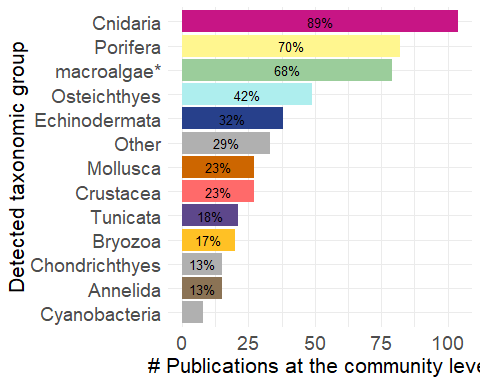 Detected taxonomic group
Cnidaria 89%
Porifera 70%
macroalgae* 68%
Osteichthyes 42%
Echinodermata 32%
Other 29%
Mollusca 23%
Crustacea 23%
Tunicata 18%
Bryozoa 17%
Chondrichthyes 13%
Annelida 13%
Cyanobacteria
0 25 50 75 100
# Publications at the community leve